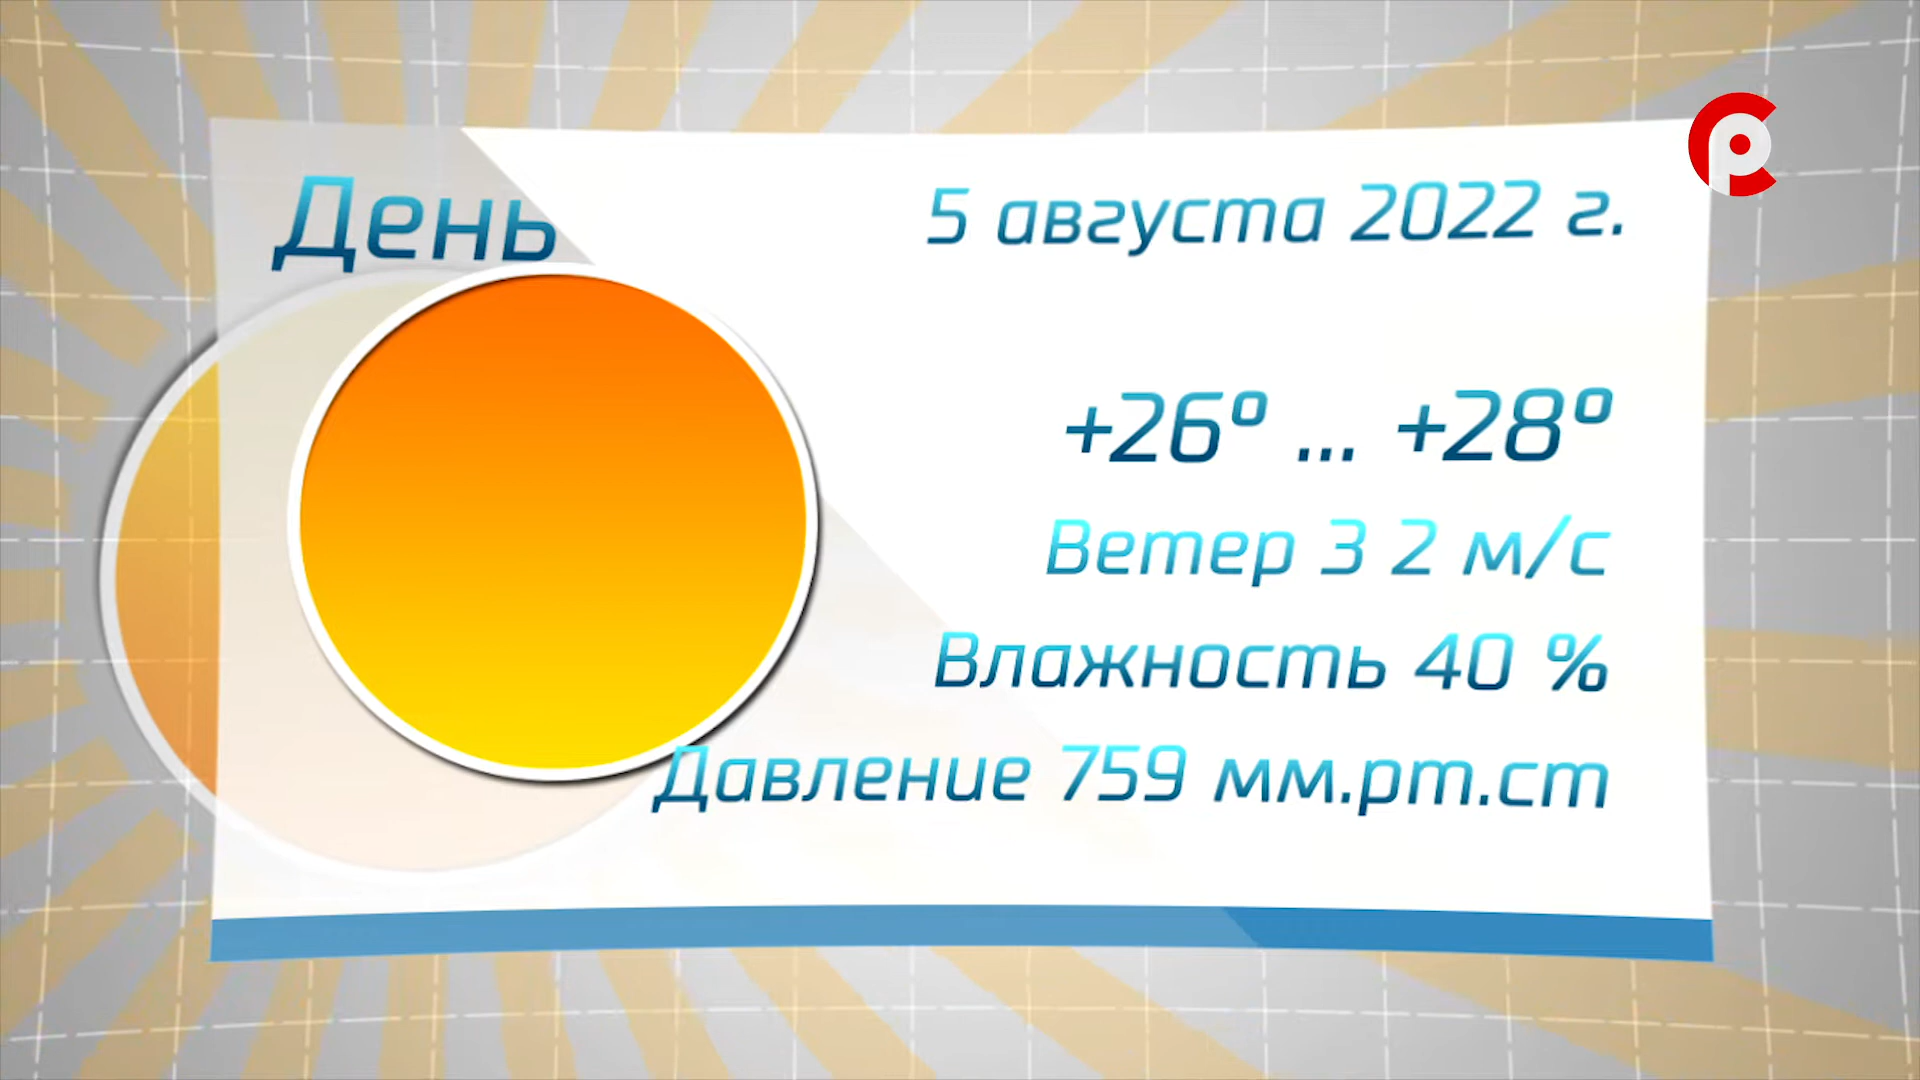 День
5 августа 2022 г.
+26° ... +28°
Ветер З 2 м/с
Влажность 40 %
Давление 759 мм.рт.ст